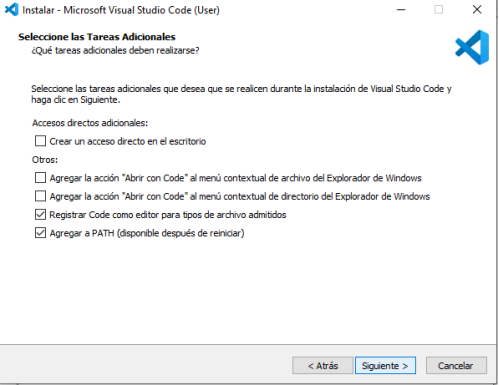 Instalar - Microsoft Visual Studio Code (User)
Seleccione las Tareas Adicionales
¿Qué tareas adicionales deben realizarse?
Seleccione las tareas adicionales que desea que se realicen durante la instalación de Visual Studio Code y
haga clic en Siguiente.
Accesos directos adicionales:
Crear un acceso directo en el escritorio
Otros:
Agregar la acción "Abrir con Code" al menú contextual de archivo del Explorador de Windows
Agregar la acción "Abrir con Code" al menú contextual de directorio del Explorador de Windows
Registrar Code como editor para tipos de archivo admitidos
Agregar a PATH (disponible después de reiniciar)
< Atrás Siguiente > Cancelar